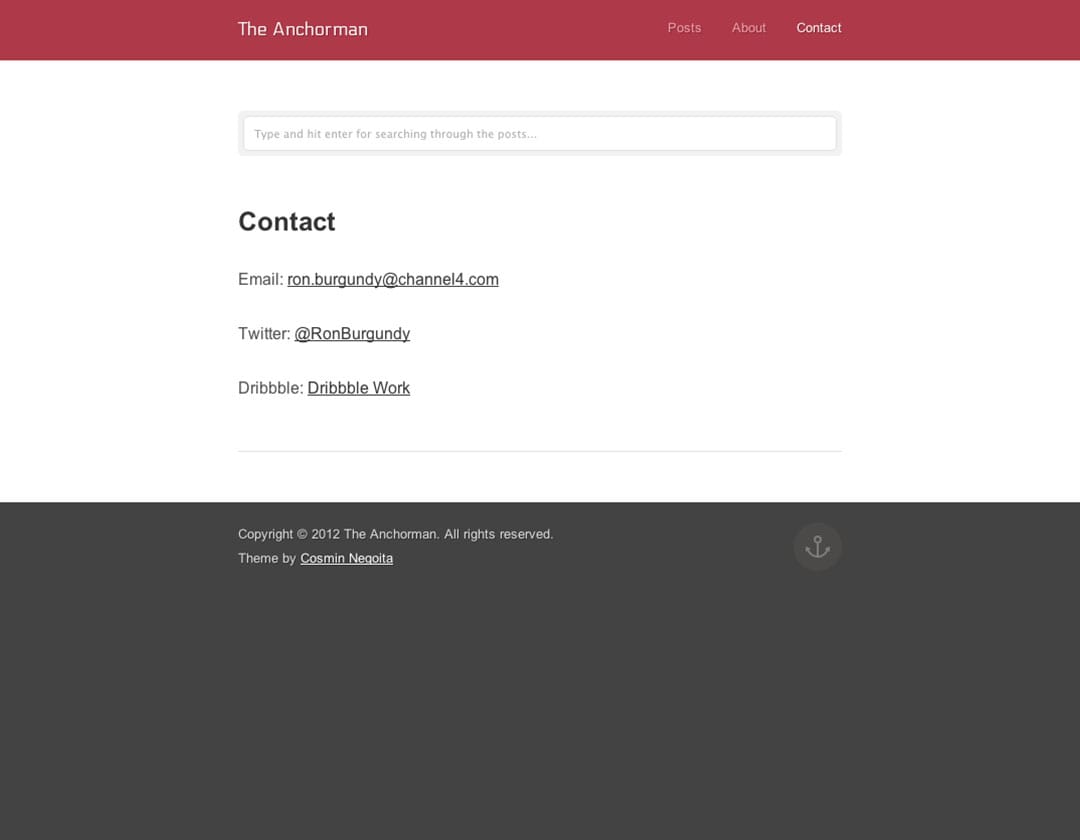 The Anchorman
Posts About Contact
Type and hit enter for searching through the posts...
Contact
Email: ron.burgundy@channel4.com
Twitter: @RonBurgundy
Dribbble: Dribbble Work
Copyright © 2012 The Anchorman. All rights reserved.
Theme by Cosmin Negoita